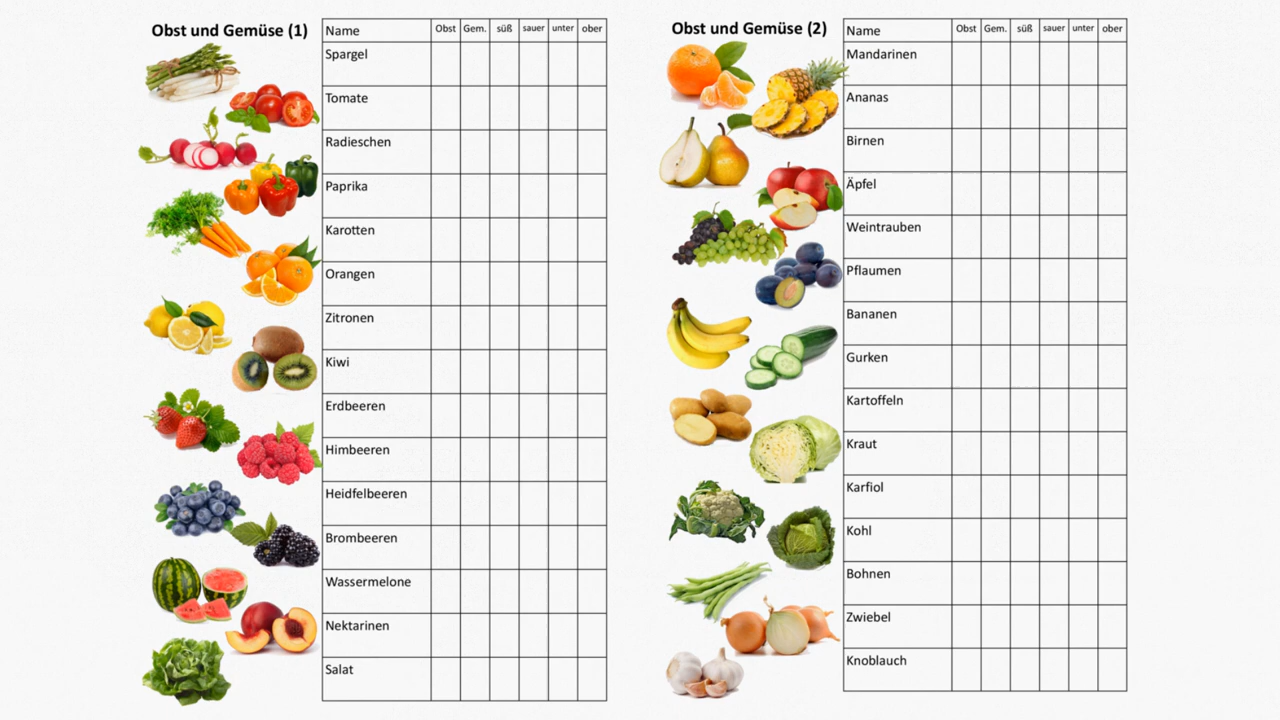 Obst und Gemüse (1)
Name Obst Gem. süß sauer unter ober
Spargel
Tomate
Radieschen
Paprika
Karotten
Orangen
Zitronen
Kiwi
Erdbeeren
Himbeeren
Heidfelbeeren
Brombeeren
Wassermelone
Nektarinen
Salat
Obst und Gemüse (2)
Name Obst Gem. süß sauer unter ober
Mandarinen
Ananas
Birnen
Äpfel
Weintrauben
Pflaumen
Bananen
Gurken
Kartoffeln
Kraut
Karfiol
Kohl
Bohnen
Zwiebel
Knoblauch